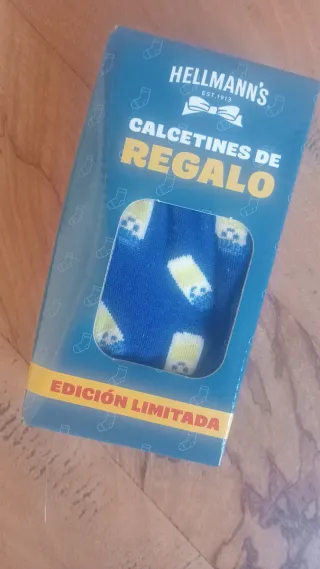 HELLMANN'S
EST. 1913
CALCETINES DE
REGALO
EDICIÓN LIMITADA